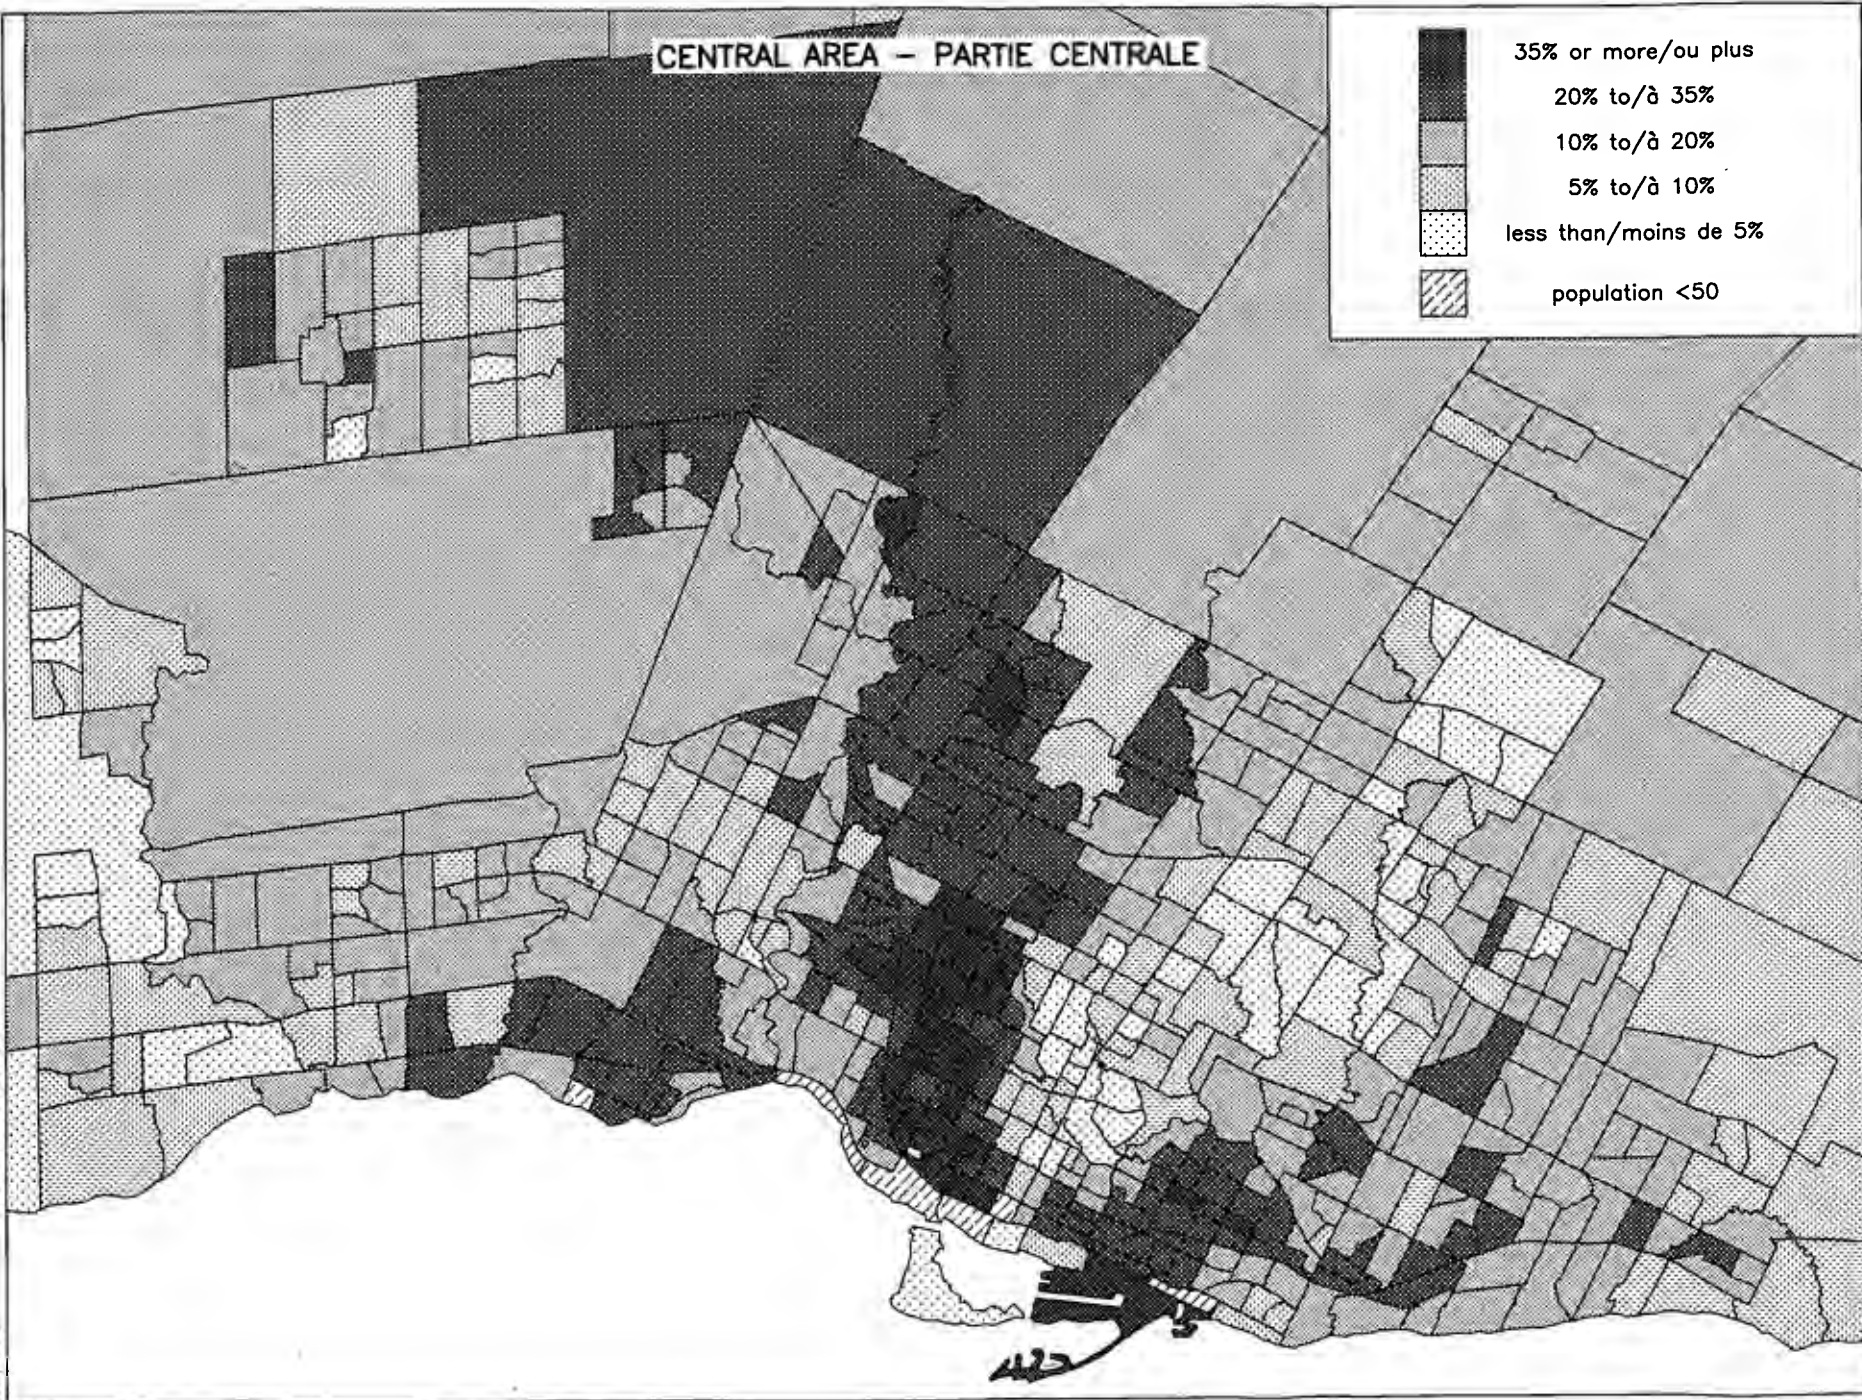 CENTRAL AREA – PARTIE CENTRALE
35% or more/ou plus
20% to/à 35%
10% to/à 20%
5% to/à 10%
less than/moins de 5%
population <50